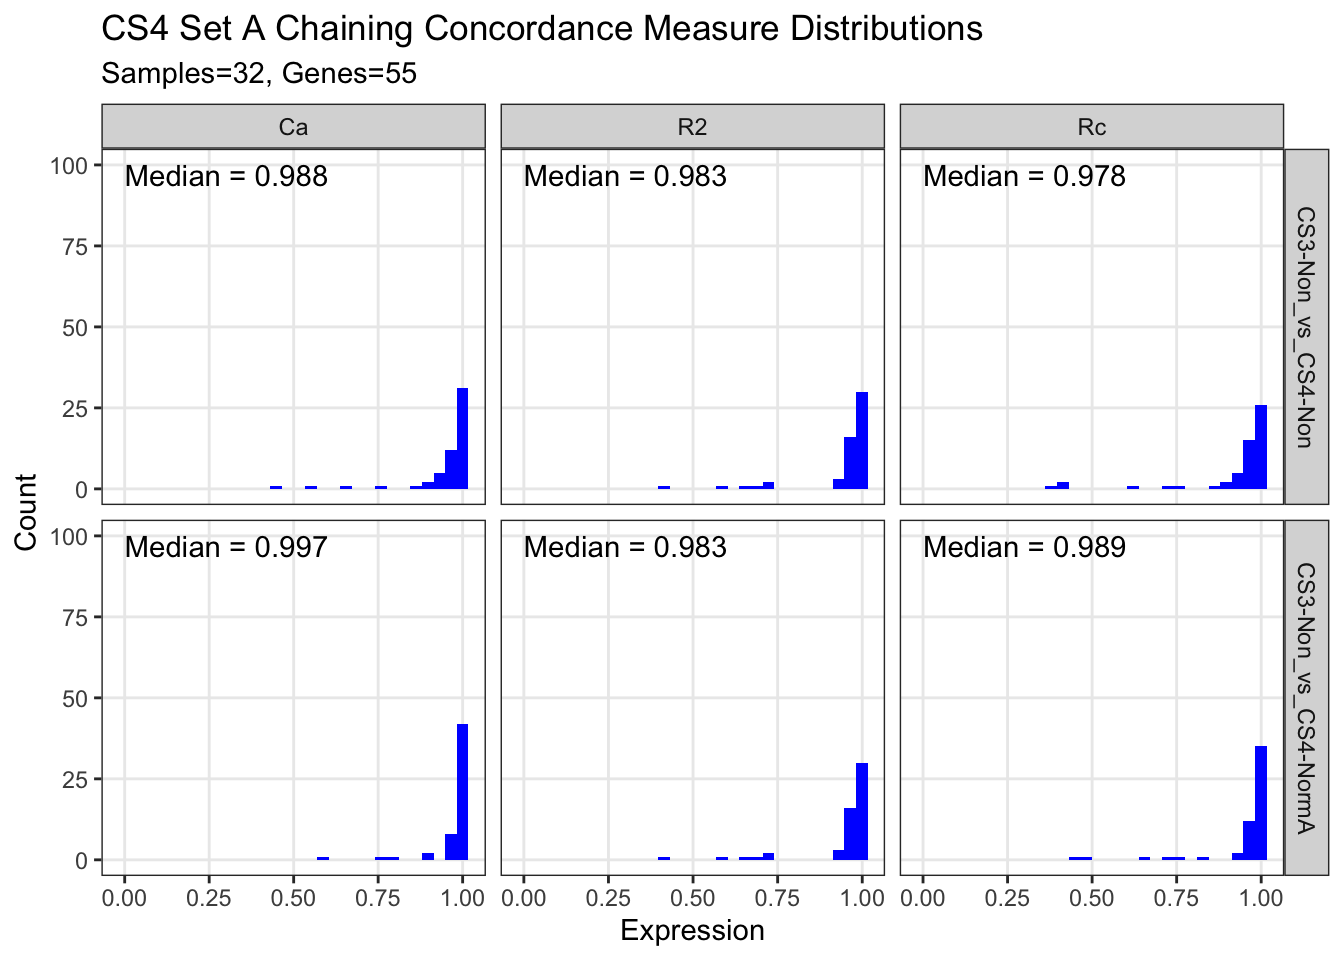 CS4 Set A Chaining Concordance Measure Distributions
Samples=32, Genes=55
Ca
R2
Rc
Median = 0.988
Median = 0.983
Median = 0.978
CS3-Non_vs_CS4-Non
100
75
50
25
0
Count
Median = 0.997
Median = 0.983
Median = 0.989
CS3-Non_vs_CS4-NormA
100
75
50
25
0
0.00 0.25 0.50 0.75 1.00
0.00 0.25 0.50 0.75 1.00
0.00 0.25 0.50 0.75 1.00
Expression